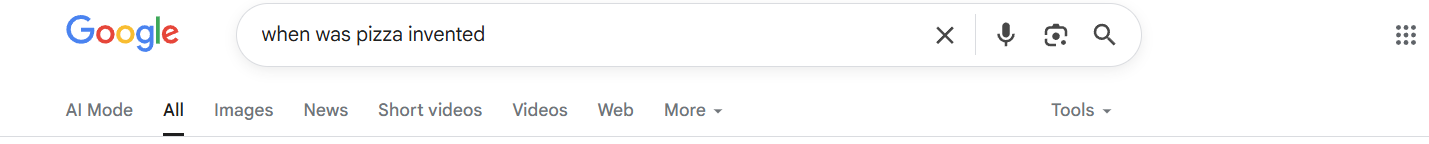 Google when was pizza invented
AI Mode All Images News Short videos Videos Web More Tools